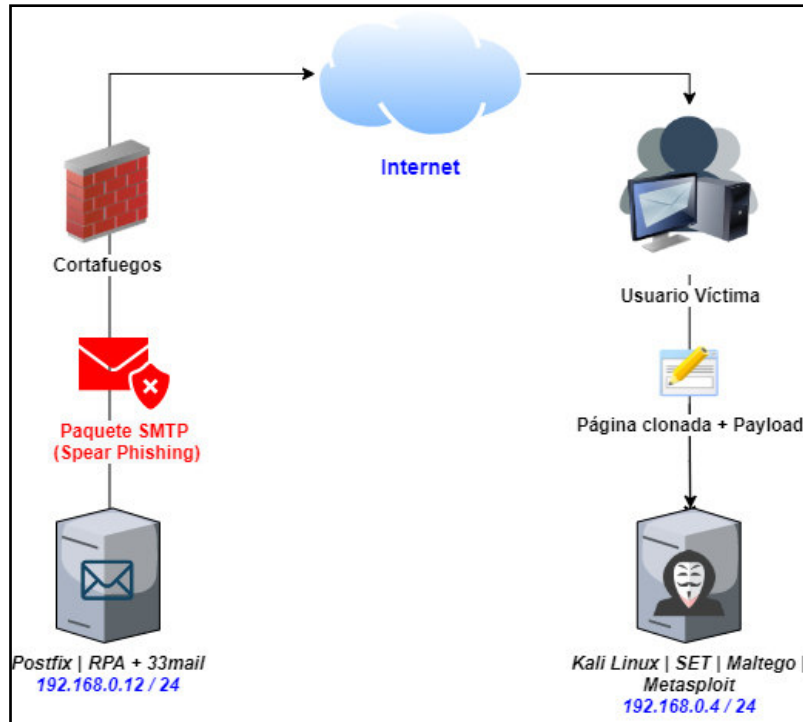 Internet
Cortafuegos
Usuario Víctima
Paquete SMTP
(Spear Phishing)
Página clonada + Payload
Postfix | RPA + 33mail
192.168.0.12 / 24
Kali Linux | SET | Maltego |
Metasploit
192.168.0.4 / 24